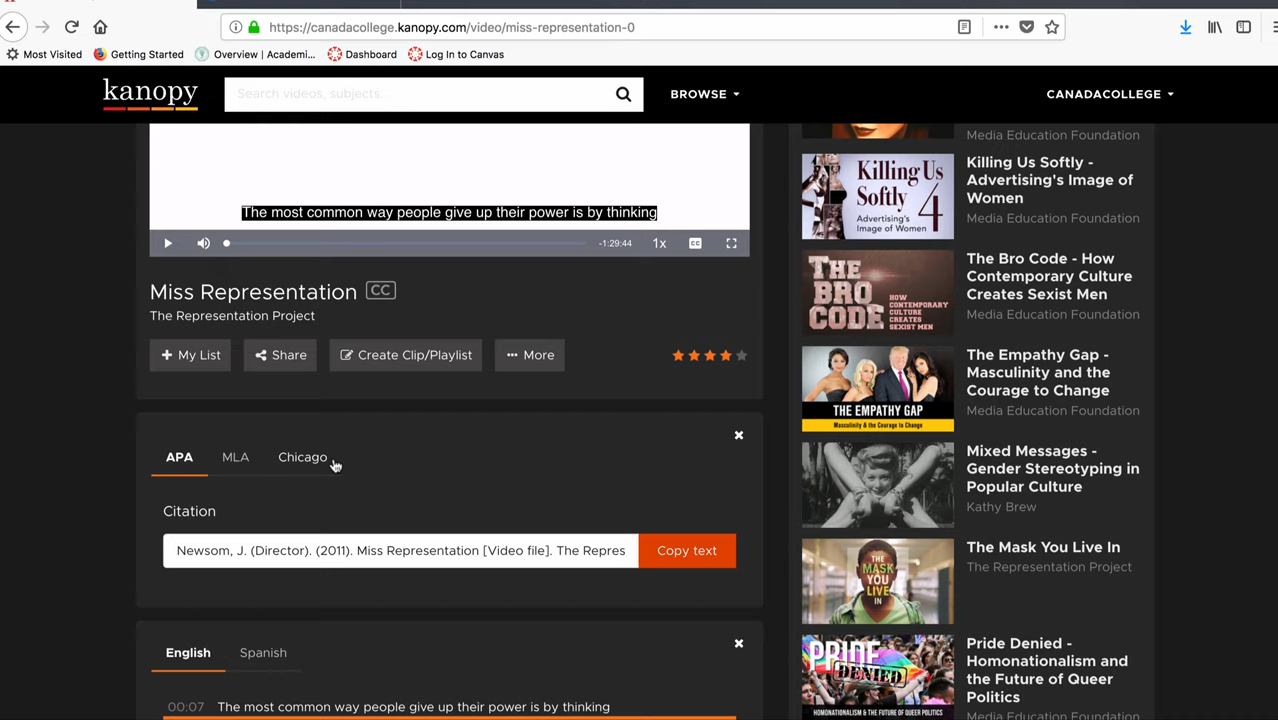 https://canadacollege.kanopy.com/video/miss-representation-0
Most Visited
Getting Started
Overview | Academi...
Dashboard
Log In to Canvas
kanopy
Search videos, subjects...
BROWSE
CANADACOLLEGE
The most common way people give up their power is by thinking
-1:29:44
1x
CC
Miss Representation CC
The Representation Project
+ My List
Share
Create Clip/Playlist
••• More
APA
MLA
Chicago
Citation
Newsom, J. (Director). (2011). Miss Representation [Video file]. The Repres
Copy text
English
Spanish
00:07 The most common way people give up their power is by thinking
Media Education Foundation
Killing Us
Softly 4
ADVERTISING'S
IMAGE OF WOMEN
Killing Us Softly -
Advertising's Image of
Women
Media Education Foundation
THE
BRO
CODE
HOW
CONTEMPORARY
CULTURE
CREATES
SEXIST MEN
The Bro Code - How
Contemporary Culture
Creates Sexist Men
Media Education Foundation
THE EMPATHY GAP
Masculinity and the Courage to Change
The Empathy Gap -
Masculinity and the
Courage to Change
Media Education Foundation
Mixed Messages -
Gender Stereotyping in
Popular Culture
Kathy Brew
THE
MASK
YOU
LIVE
IN
The Mask You Live In
The Representation Project
PRIDE
DENIED
HOMONATIONALISM & THE FUTURE OF QUEER POLITICS
Pride Denied -
Homonationalism and
the Future of Queer
Politics
Media Education Foundation